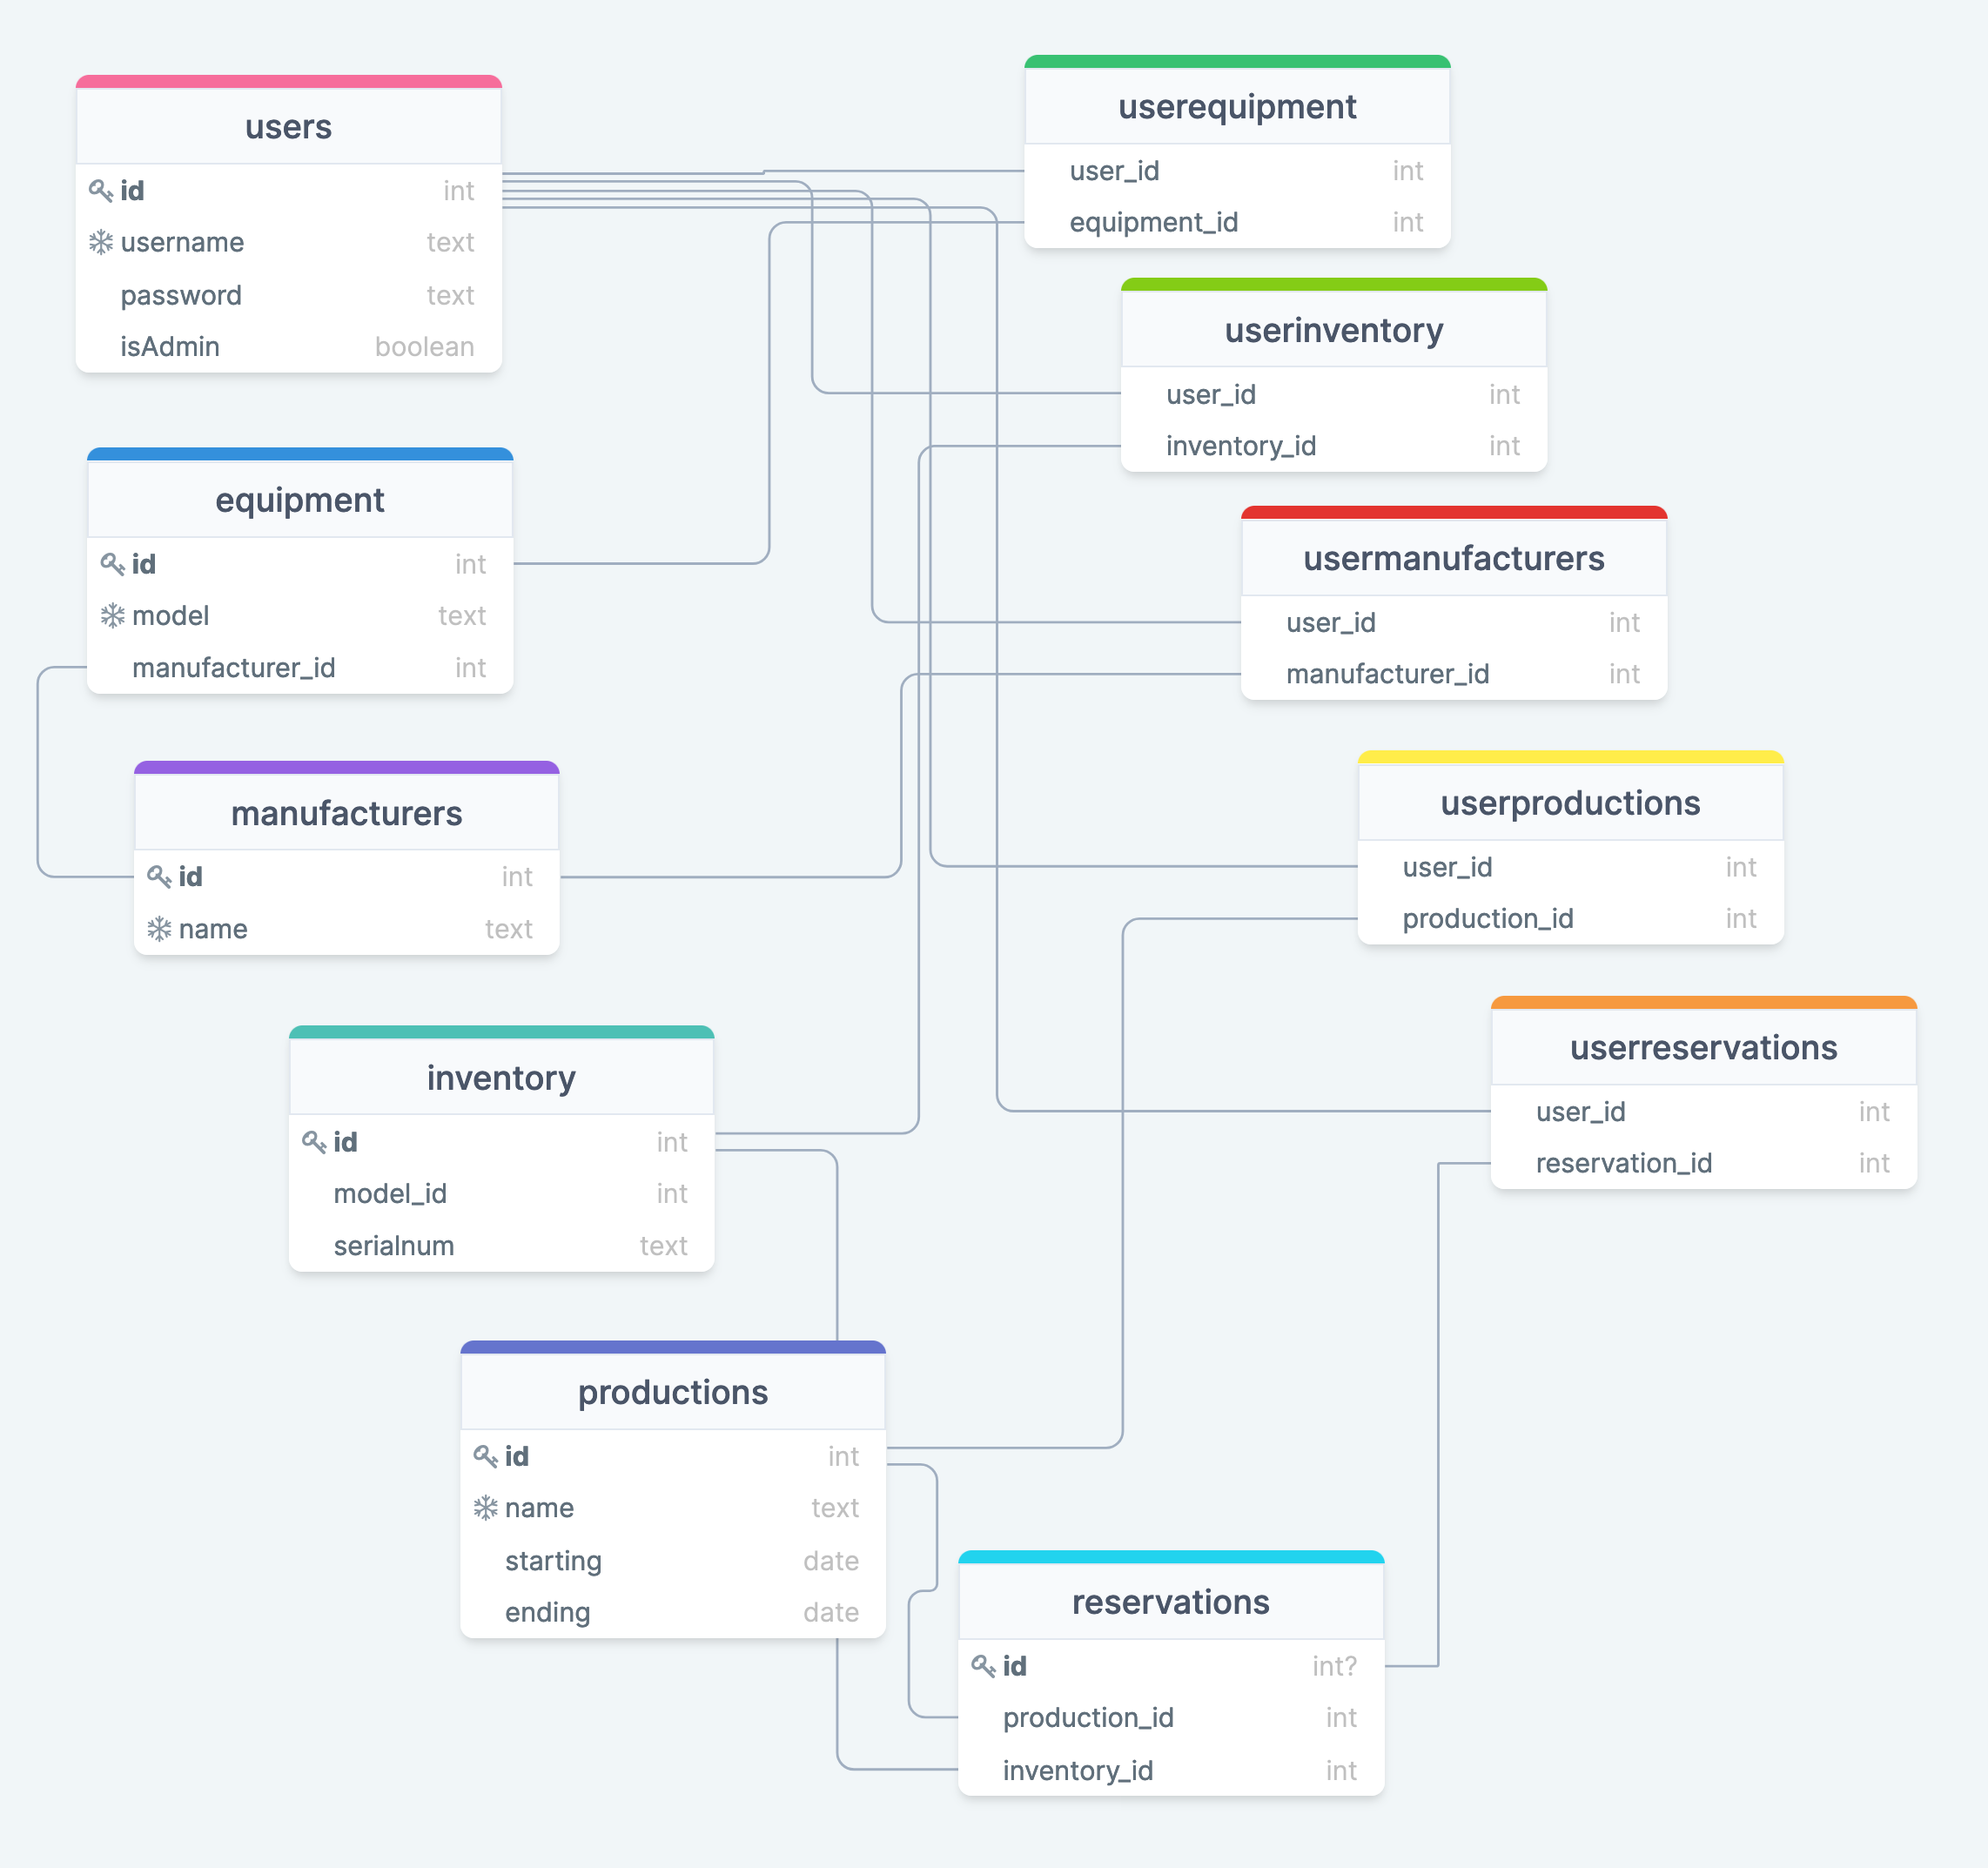 users
id int
username text
password text
isAdmin boolean
equipment
id int
model text
manufacturer_id int
manufacturers
id int
name text
inventory
id int
model_id int
serialnum text
productions
id int
name text
starting date
ending date
reservations
id int?
production_id int
inventory_id int
userequipment
user_id int
equipment_id int
userinventory
user_id int
inventory_id int
usermanufacturers
user_id int
manufacturer_id int
userproductions
user_id int
production_id int
userreservations
user_id int
reservation_id int